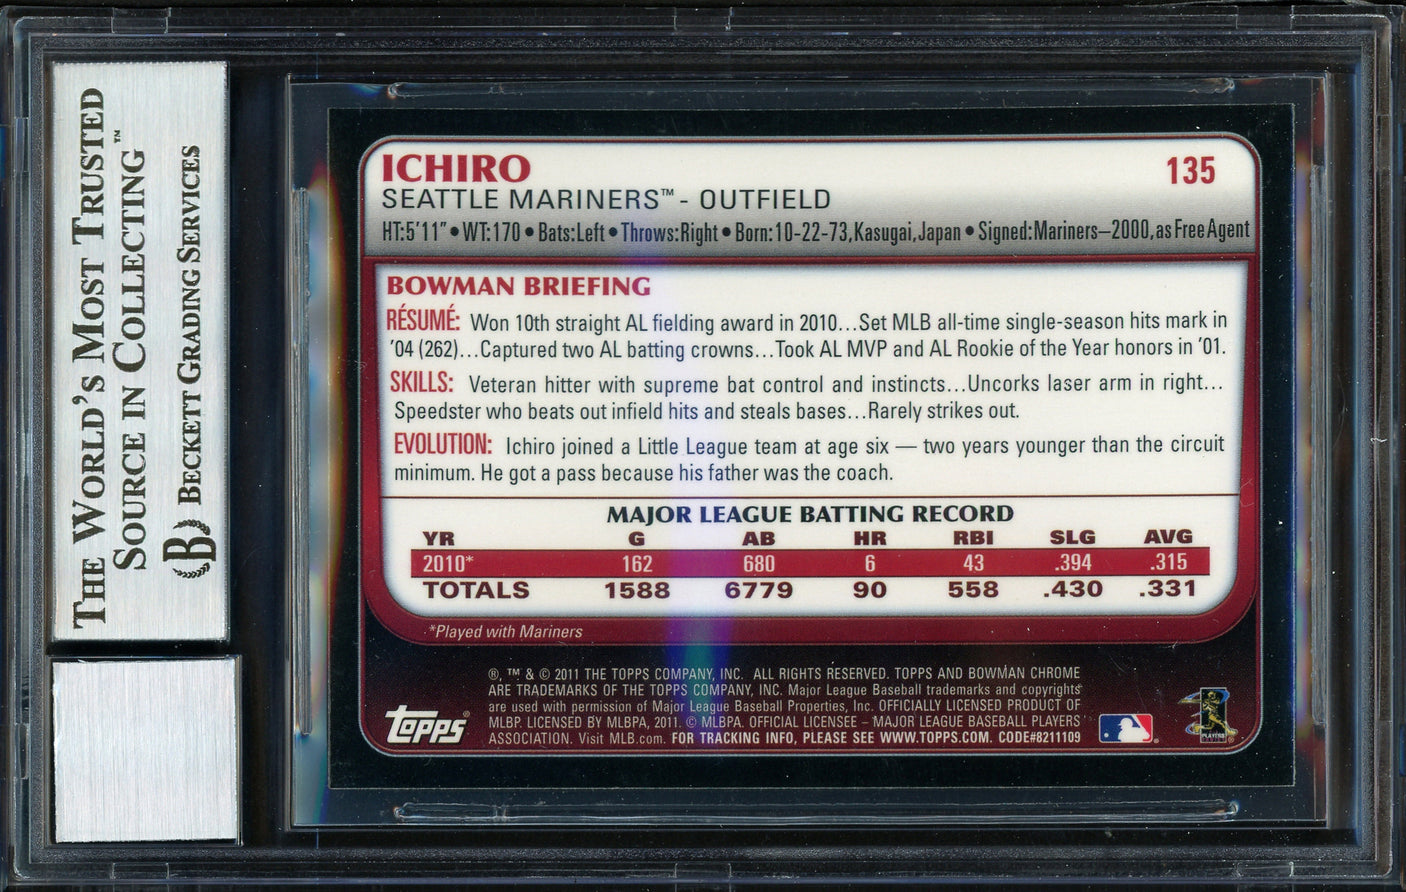 THE WORLD'S MOST TRUSTED
SOURCE IN COLLECTING™
BECKETT GRADING SERVICES
B
ICHIRO
135
SEATTLE MARINERS™ - OUTFIELD
HT:5'11" • WT:170 • Bats:Left • Throws:Right • Born:10-22-73, Kasugai, Japan • Signed:Mariners–2000, as Free Agent
BOWMAN BRIEFING
RÉSUMÉ: Won 10th straight AL fielding award in 2010...Set MLB all-time single-season hits mark in
'04 (262)...Captured two AL batting crowns...Took AL MVP and AL Rookie of the Year honors in '01.
SKILLS: Veteran hitter with supreme bat control and instincts...Uncorks laser arm in right...
Speedster who beats out infield hits and steals bases...Rarely strikes out.
EVOLUTION: Ichiro joined a Little League team at age six — two years younger than the circuit
minimum. He got a pass because his father was the coach.
MAJOR LEAGUE BATTING RECORD
YR G AB HR RBI SLG AVG
2010* 162 680 6 43 .394 .315
TOTALS 1588 6779 90 558 .430 .331
*Played with Mariners
®, ™ & © 2011 THE TOPPS COMPANY, INC. ALL RIGHTS RESERVED. TOPPS AND BOWMAN CHROME
ARE TRADEMARKS OF THE TOPPS COMPANY, INC. Major League Baseball trademarks and copyrights
are used with permission of Major League Baseball Properties, Inc. OFFICIALLY LICENSED PRODUCT OF
MLBP. LICENSED BY MLBPA, 2011. © MLBPA. OFFICIAL LICENSEE – MAJOR LEAGUE BASEBALL PLAYERS
ASSOCIATION. Visit MLB.com. FOR TRACKING INFO, PLEASE SEE WWW.TOPPS.COM. CODE#8211109
TOPPS®
PLAYERS